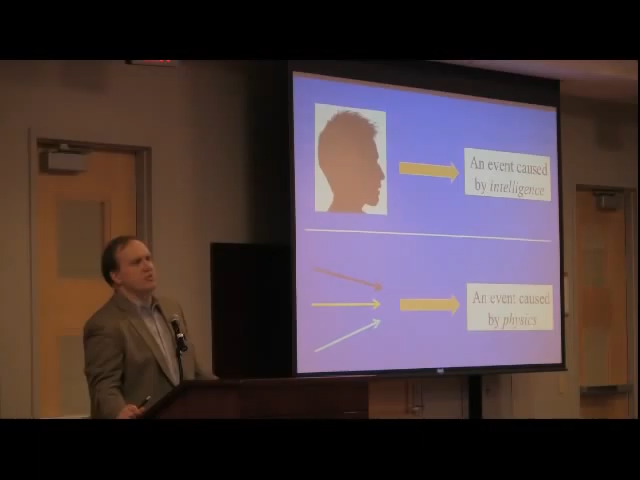 An event caused
by intelligence
An event caused
by physics